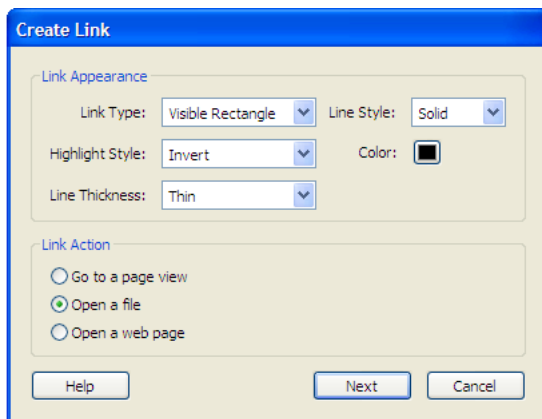 Create Link
Link Appearance
Link Type: Visible Rectangle Line Style: Solid
Highlight Style: Invert Color:
Line Thickness: Thin
Link Action
Go to a page view
Open a file
Open a web page
Help Next Cancel